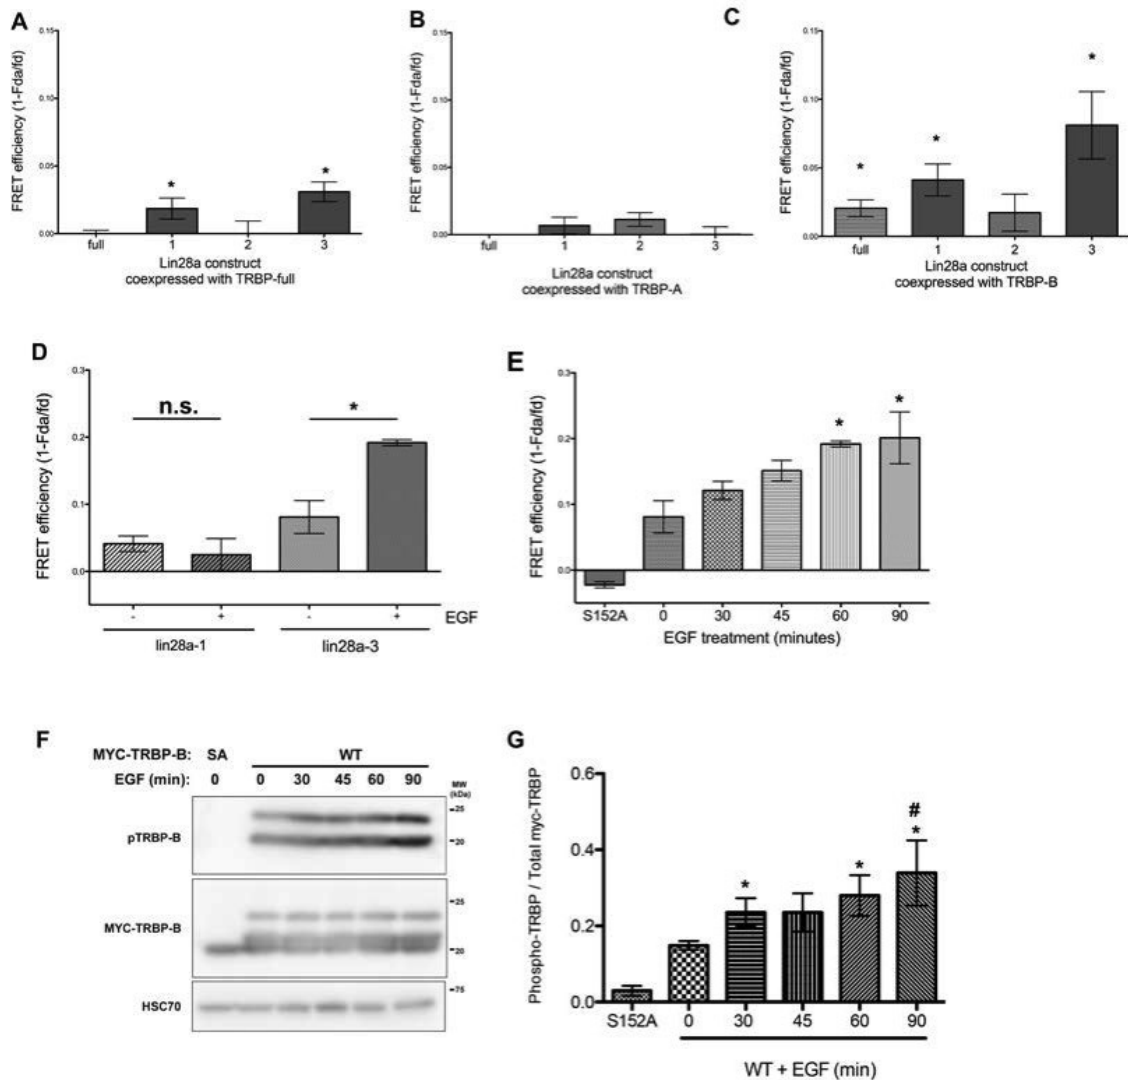 A
FRET efficiency (1-Fda/fd)
0.15
0.10
0.05
0.00
*
*
full 1 2 3
Lin28a construct
coexpressed with TRBP-full
B
FRET efficiency (1-Fda/fd)
0.15
0.10
0.05
0.00
full 1 2 3
Lin28a construct
coexpressed with TRBP-A
C
FRET efficiency (1-Fda/fd)
0.15
0.10
0.05
0.00
*
*
*
full 1 2 3
Lin28a construct
coexpressed with TRBP-B
D
FRET efficiency (1-Fda/fd)
0.3
0.2
0.1
0.0
n.s.
*
- + - + EGF
lin28a-1 lin28a-3
E
FRET efficiency (1-Fda/fd)
0.3
0.2
0.1
0.0
*
*
S152A 0 30 45 60 90
EGF treatment (minutes)
F
MYC-TRBP-B: SA WT
EGF (min): 0 0 30 45 60 90
MW
(kDa)
pTRBP-B
25
20
MYC-TRBP-B
25
20
HSC70
75
G
Phospho-TRBP / Total myc-TRBP
0.6
0.4
0.2
0.0
*
*
#
*
S152A 0 30 45 60 90
WT + EGF (min)